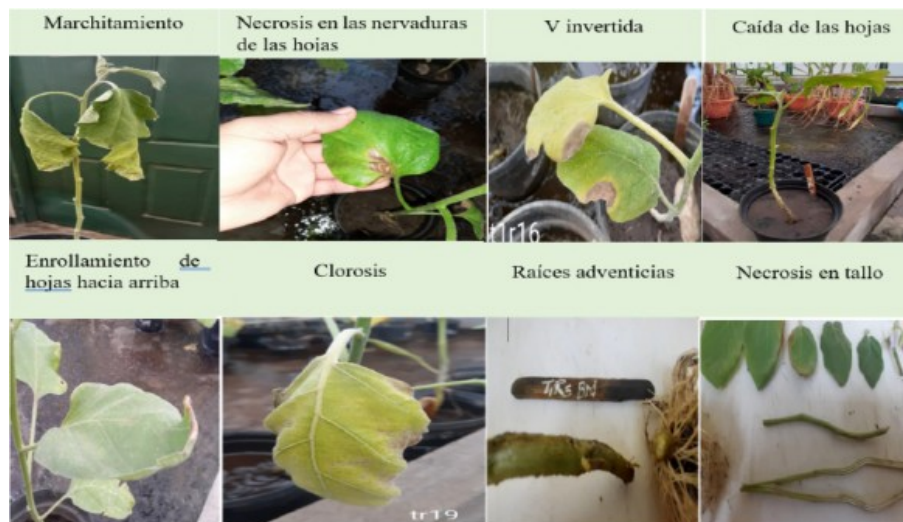 Marchitamiento
Necrosis en las nervaduras
de las hojas
V invertida
Caída de las hojas
t1r16
Enrollamiento de
hojas hacia arriba
Clorosis
Raíces adventicias
Necrosis en tallo
tr19